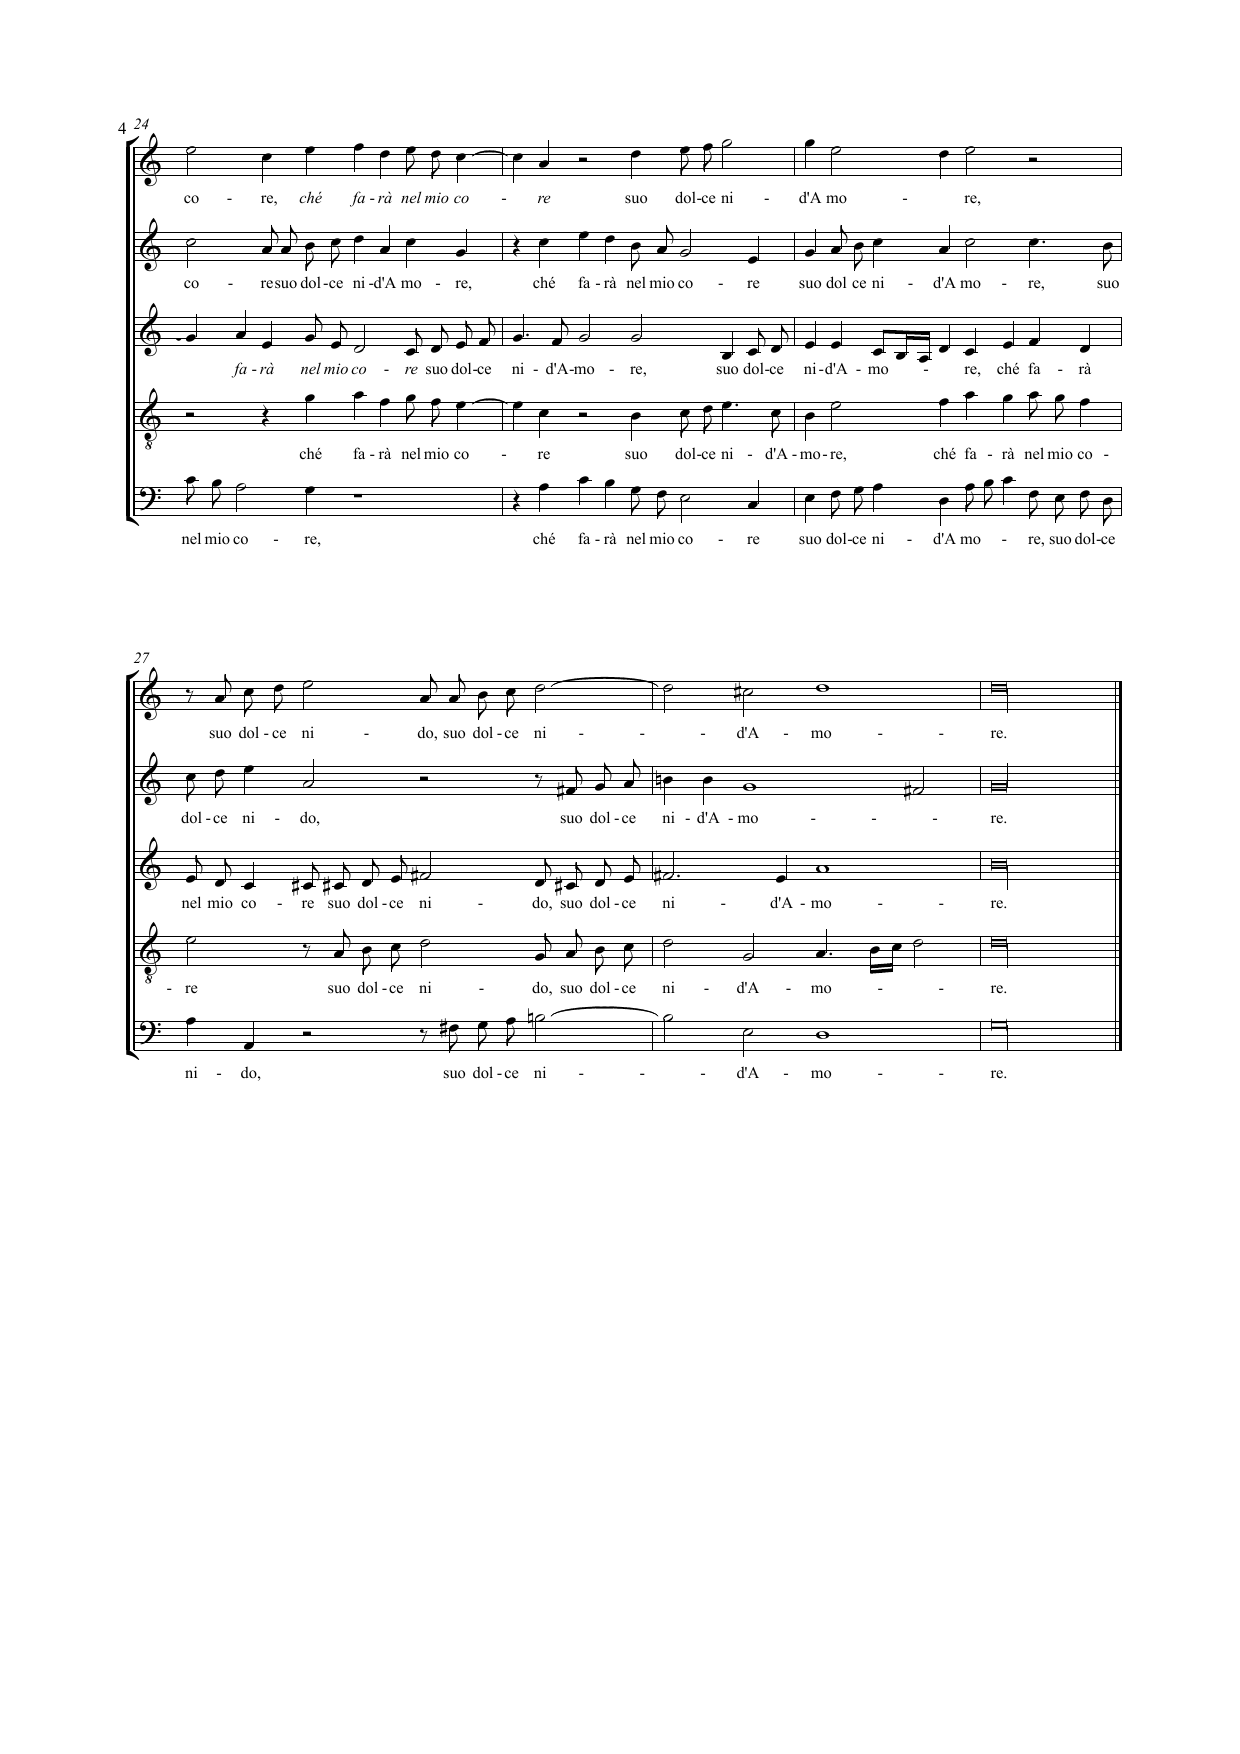 4 24
co - re, ché fa - rà nel mio co - re suo dol-ce ni - d'A mo - re,
co - re suo dol-ce ni-d'A mo - re, ché fa - rà nel mio co - re suo dol ce ni - d'A mo - re, suo
fa - rà nel mio co - re suo dol-ce ni - d'A-mo - re, suo dol-ce ni-d'A - mo - re, ché fa - rà
8
ché fa - rà nel mio co - re suo dol-ce ni - d'A-mo-re, ché fa - rà nel mio co -
nel mio co - re, ché fa - rà nel mio co - re suo dol-ce ni - d'A mo - re, suo dol-ce
27
suo dol - ce ni - do, suo dol - ce ni - - - d'A - mo - - re.
dol - ce ni - do, suo dol - ce ni - d'A - mo - - - re.
nel mio co - re suo dol - ce ni - do, suo dol - ce ni - d'A - mo - - re.
8
- re suo dol - ce ni - do, suo dol - ce ni - d'A - mo - - re.
ni - do, suo dol - ce ni - - - d'A - mo - - re.